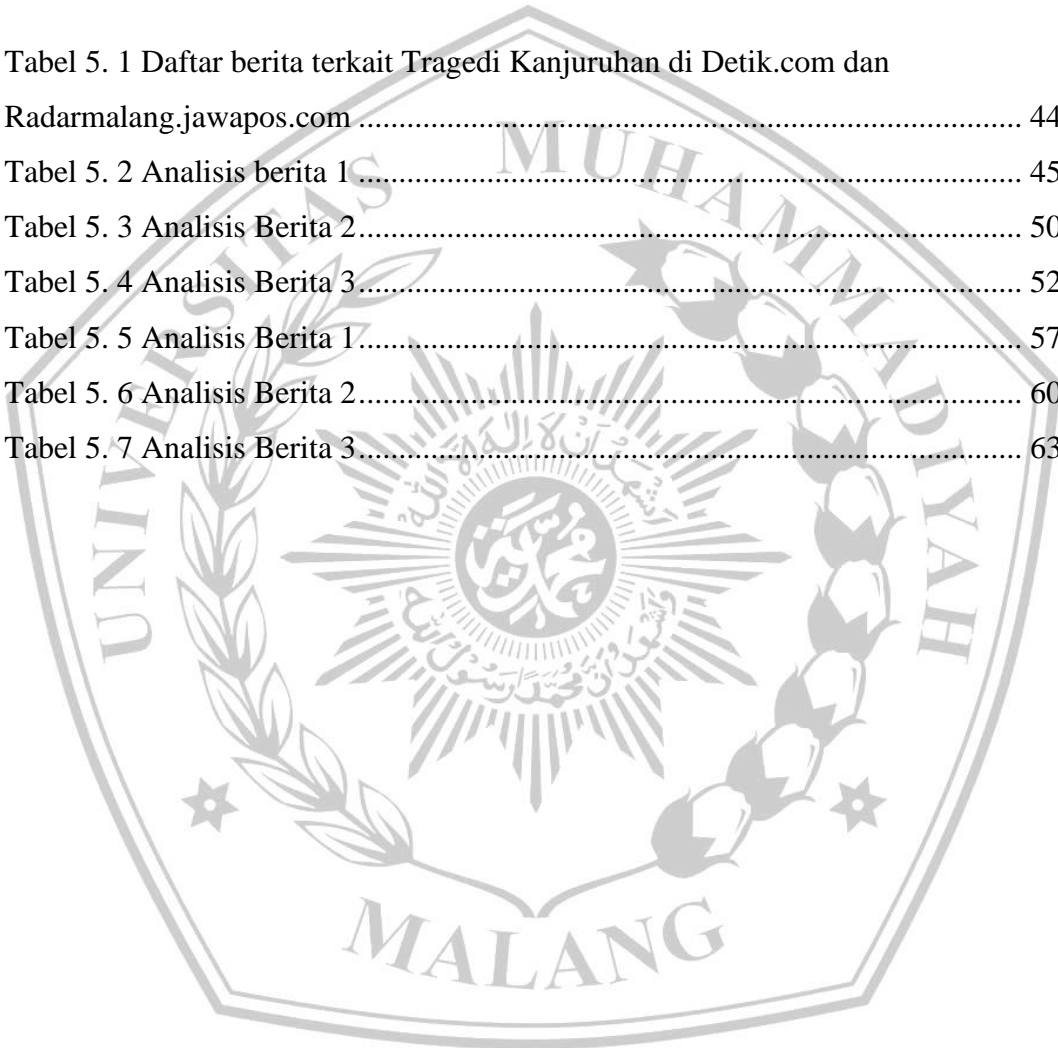 Tabel 5. 1 Daftar berita terkait Tragedi Kanjuruhan di Detik.com dan
Radarmalang.jawapos.com .................................................................................. 44
Tabel 5. 2 Analisis berita 1.................................................................................. 45
Tabel 5. 3 Analisis Berita 2.................................................................................. 50
Tabel 5. 4 Analisis Berita 3.................................................................................. 52
Tabel 5. 5 Analisis Berita 1.................................................................................. 57
Tabel 5. 6 Analisis Berita 2.................................................................................. 60
Tabel 5. 7 Analisis Berita 3.................................................................................. 63
UNIVERSITAS MUHAMMADIYAH
MALANG